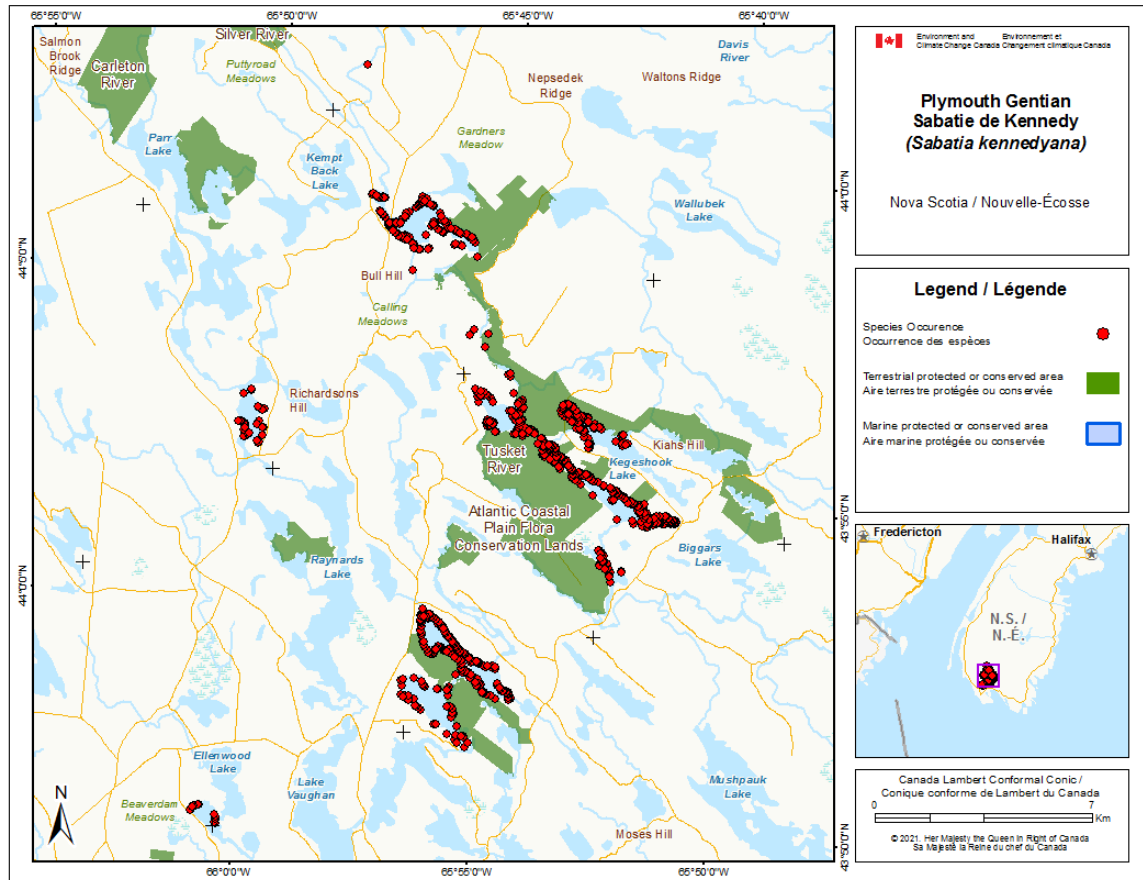 65°55'0"W
65°50'0"W
65°45'0"W
65°40'0"W
Salmon
Brook
Ridge
Carleton
River
Silver River
Puttyroad
Meadows
Nepsedek
Ridge
Waltons Ridge
Davis
River
Parr
Lake
Kempt
Back
Lake
Gardners
Meadow
Wallubek
Lake
44°0'0"N
44°5'0"N
Bull Hill
Calling
Meadows
Richardsons
Hill
Tusket
River
Kiahs Hill
Kegeshook
Lake
Atlantic Coastal
Plain Flora
Conservation Lands
Biggars
Lake
43°55'0"N
Raynards
Lake
44°0'0"N
Ellenwood
Lake
Lake
Vaughan
Beaverdam
Meadows
Mushpauk
Lake
Moses Hill
43°50'0"N
N
66°0'0"W
65°55'0"W
65°50'0"W
Environment and
Climate Change Canada
Environnement et
Changement climatique Canada
Plymouth Gentian
Sabatie de Kennedy
(Sabatia kennedyana)
Nova Scotia / Nouvelle-Écosse
Legend / Légende
Species Occurence
Occurrence des espèces
Terrestrial protected or conserved area
Aire terrestre protégée ou conservée
Marine protected or conserved area
Aire marine protégée ou conservée
Fredericton
Halifax
N.S. /
N.-É.
Canada Lambert Conformal Conic /
Conique conforme de Lambert du Canada
0 7
Km
© 2021. Her Majesty the Queen in Right of Canada
Sa Majesté la Reine du chef du Canada